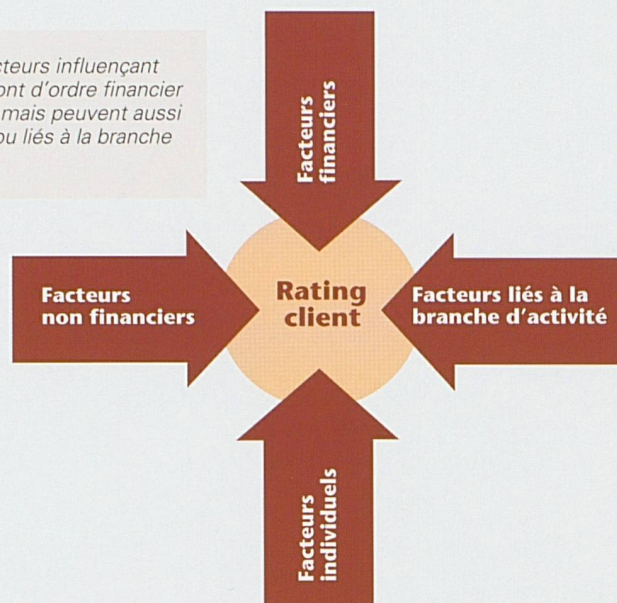 cteurs influençant
ont d'ordre financier
mais peuvent aussi
ou liés à la branche
Facteurs
financiers
Facteurs
non financiers
Rating
client
Facteurs liés à la
branche d'activité
Facteurs
individuels